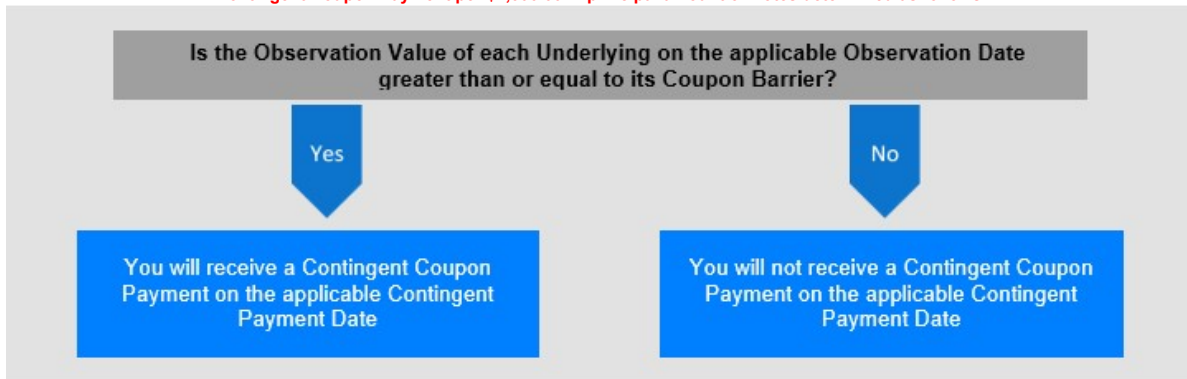 Is the Observation Value of each Underlying on the applicable Observation Date
greater than or equal to its Coupon Barrier?
Yes
No
You will receive a Contingent Coupon
Payment on the applicable Contingent
Payment Date
You will not receive a Contingent Coupon
Payment on the applicable Contingent
Payment Date